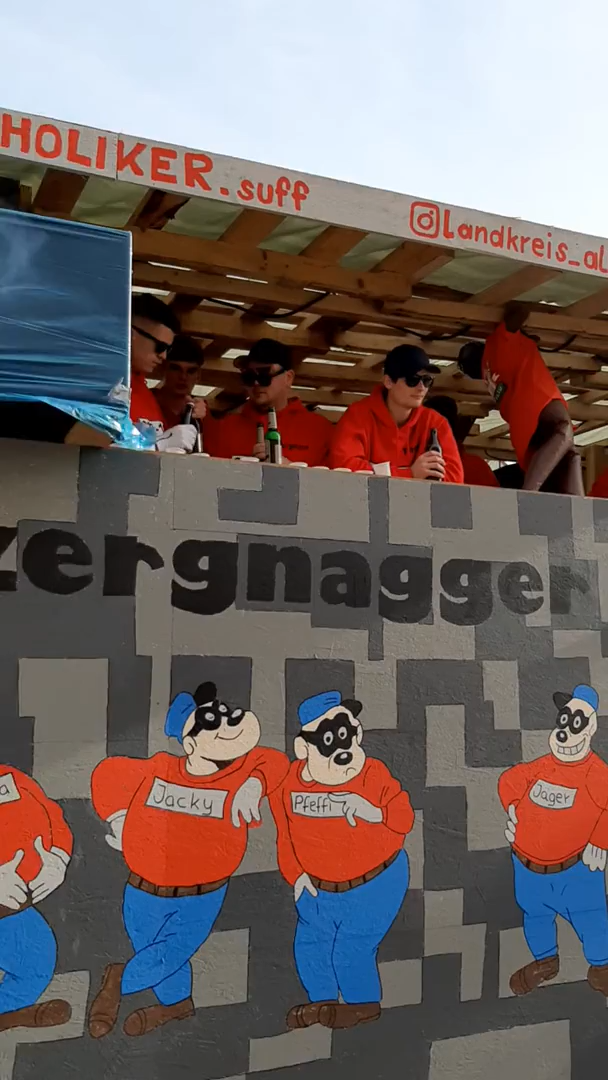 HOLIKER.suff
@Landkreis_al
zergnagger
a
Jacky
Pfeffi
Jager